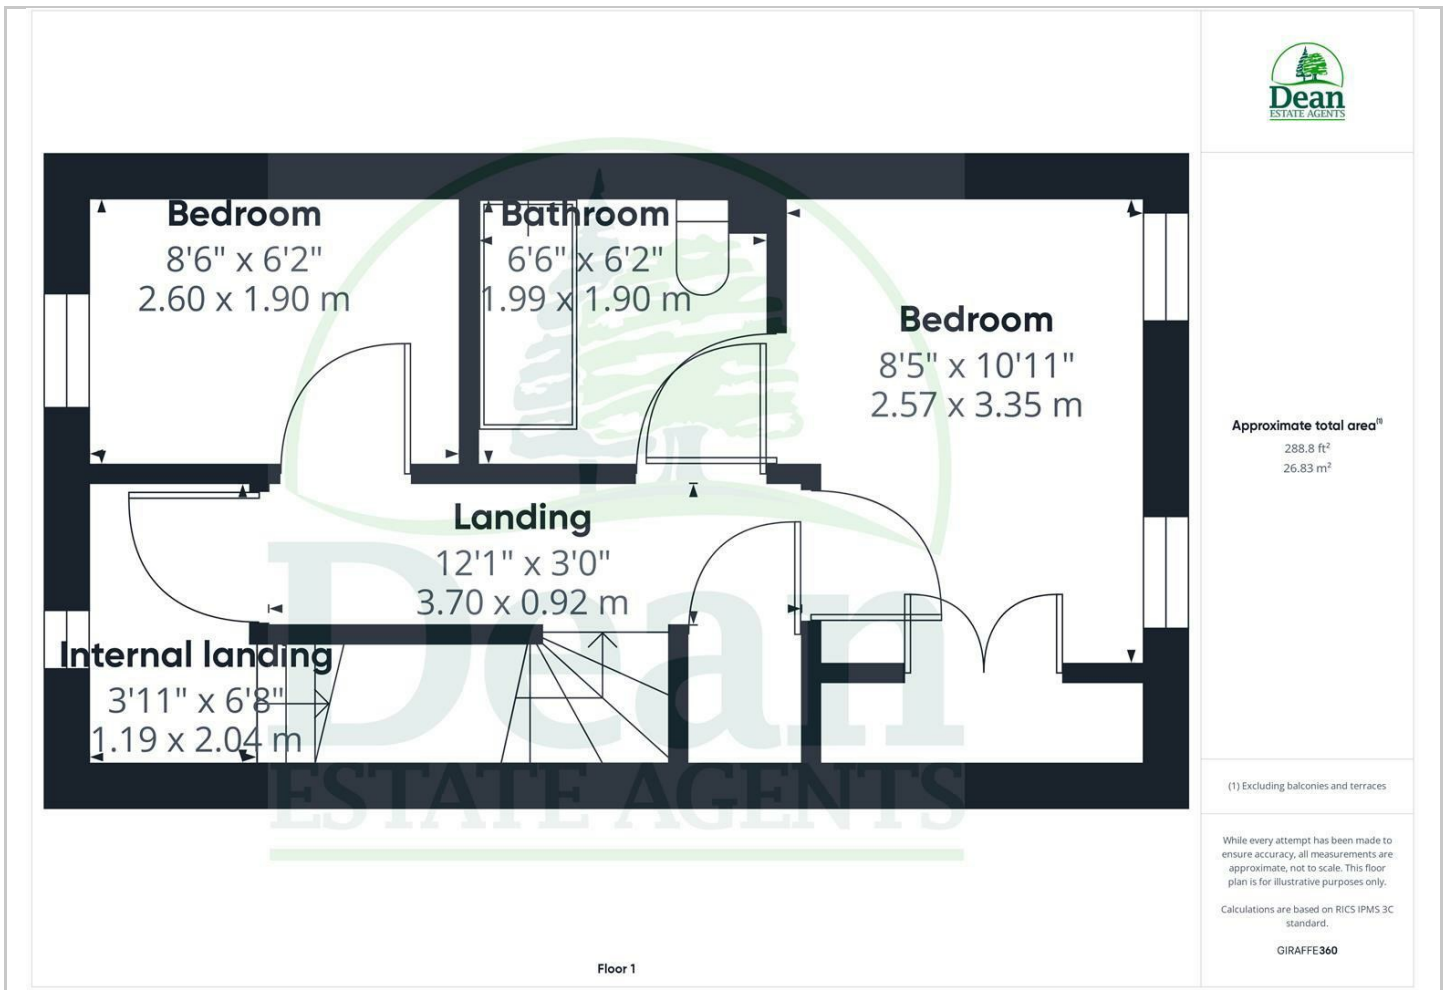 Bedroom
8'6" x 6'2"
2.60 x 1.90 m
Bathroom
6'6" x 6'2"
1.99 x 1.90 m
Bedroom
8'5" x 10'11"
2.57 x 3.35 m
Landing
12'1" x 3'0"
3.70 x 0.92 m
Internal landing
3'11" x 6'8"
1.19 x 2.04 m
Dean
ESTATE AGENTS
Floor 1
Dean
ESTATE AGENTS
Approximate total area⁽¹⁾
288.8 ft²
26.83 m²
(1) Excluding balconies and terraces
While every attempt has been made to
ensure accuracy, all measurements are
approximate, not to scale. This floor
plan is for illustrative purposes only.
Calculations are based on RICS IPMS 3C
standard.
GIRAFFE360